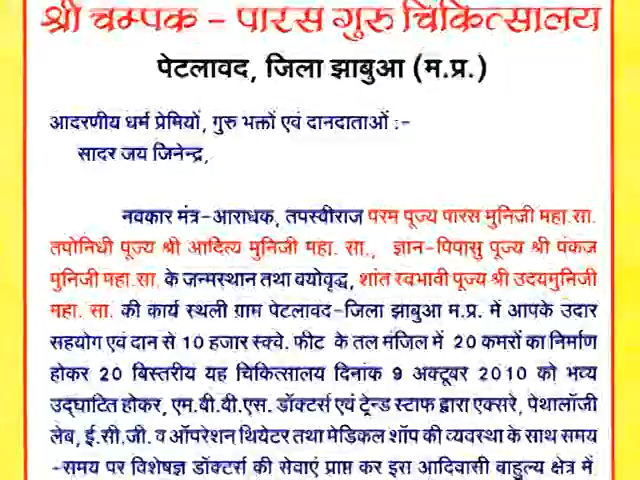 श्री चम्पक - पारस गुरु चिकित्सालय
पेटलावद, जिला झाबुआ (म.प्र.)
आदरणीय धर्म प्रेमियों, गुरु भक्तों एवं दानदाताओं :-
सादर जय जिनेन्द्र,
नवकार मंत्र-आराधक, तपस्वीराज परम पूज्य पारस मुनिजी महा.सा.
तपोनिधी पूज्य श्री आदित्य मुनिजी महा. सा., ज्ञान-पिपासु पूज्य श्री पंकज
मुनिजी महा.सा. के जन्मस्थान तथा वयोवृद्ध, शांत स्वभावी पूज्य श्री उदयमुनिजी
महा. सा. की कार्य स्थली ग्राम पेटलावद-जिला झाबुआ म.प्र. में आपके उदार
सहयोग एवं दान से 10 हजार स्क्वे. फीट के तल मंजिल में 20 कमरों का निर्माण
होकर 20 बिस्तरीय यह चिकित्सालय दिनांक 9 अक्टूबर 2010 को भव्य
उद्घाटित होकर, एम.बी.बी.एस. डॉक्टर्स एवं ट्रेन्ड स्टाफ द्वारा एक्सरे, पेथालॉजी
लेब, ई.सी.जी. व ऑपरेशन थियेटर तथा मेडिकल शॉप की व्यवस्था के साथ समय
-समय पर विशेषज्ञ डॉक्टर्स की सेवाएं प्राप्त कर इस आदिवासी वाहुल्य क्षेत्र में